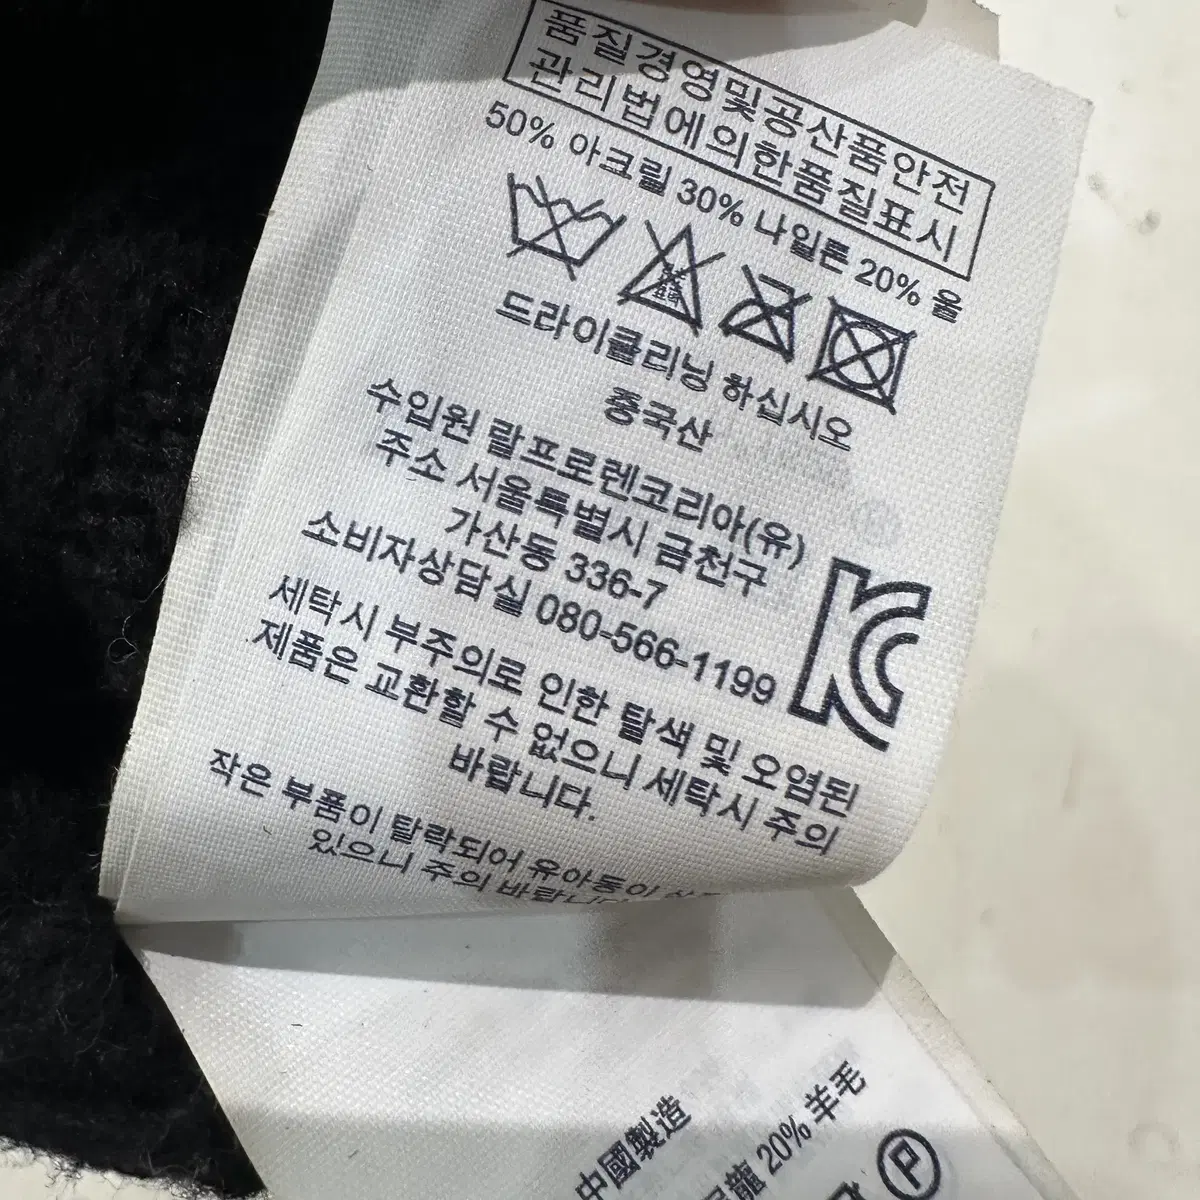 품질경영및공산품안전
관리법에의한품질표시
50% 아크릴 30% 나일론 20% 울
드라이클리닝 하십시오
중국산
수입원 랄프로렌코리아(유)
주소 서울특별시 금천구
가산동 336-7
소비자상담실 080-566-1199
세탁시 부주의로 인한 탈색 및 오염된
제품은 교환할 수 없으니 세탁시 주의
바랍니다.
작은 부품이 탈락되어 유아동이
있으니 주의 바랍니다
中國製造
龍 20% 羊毛
P